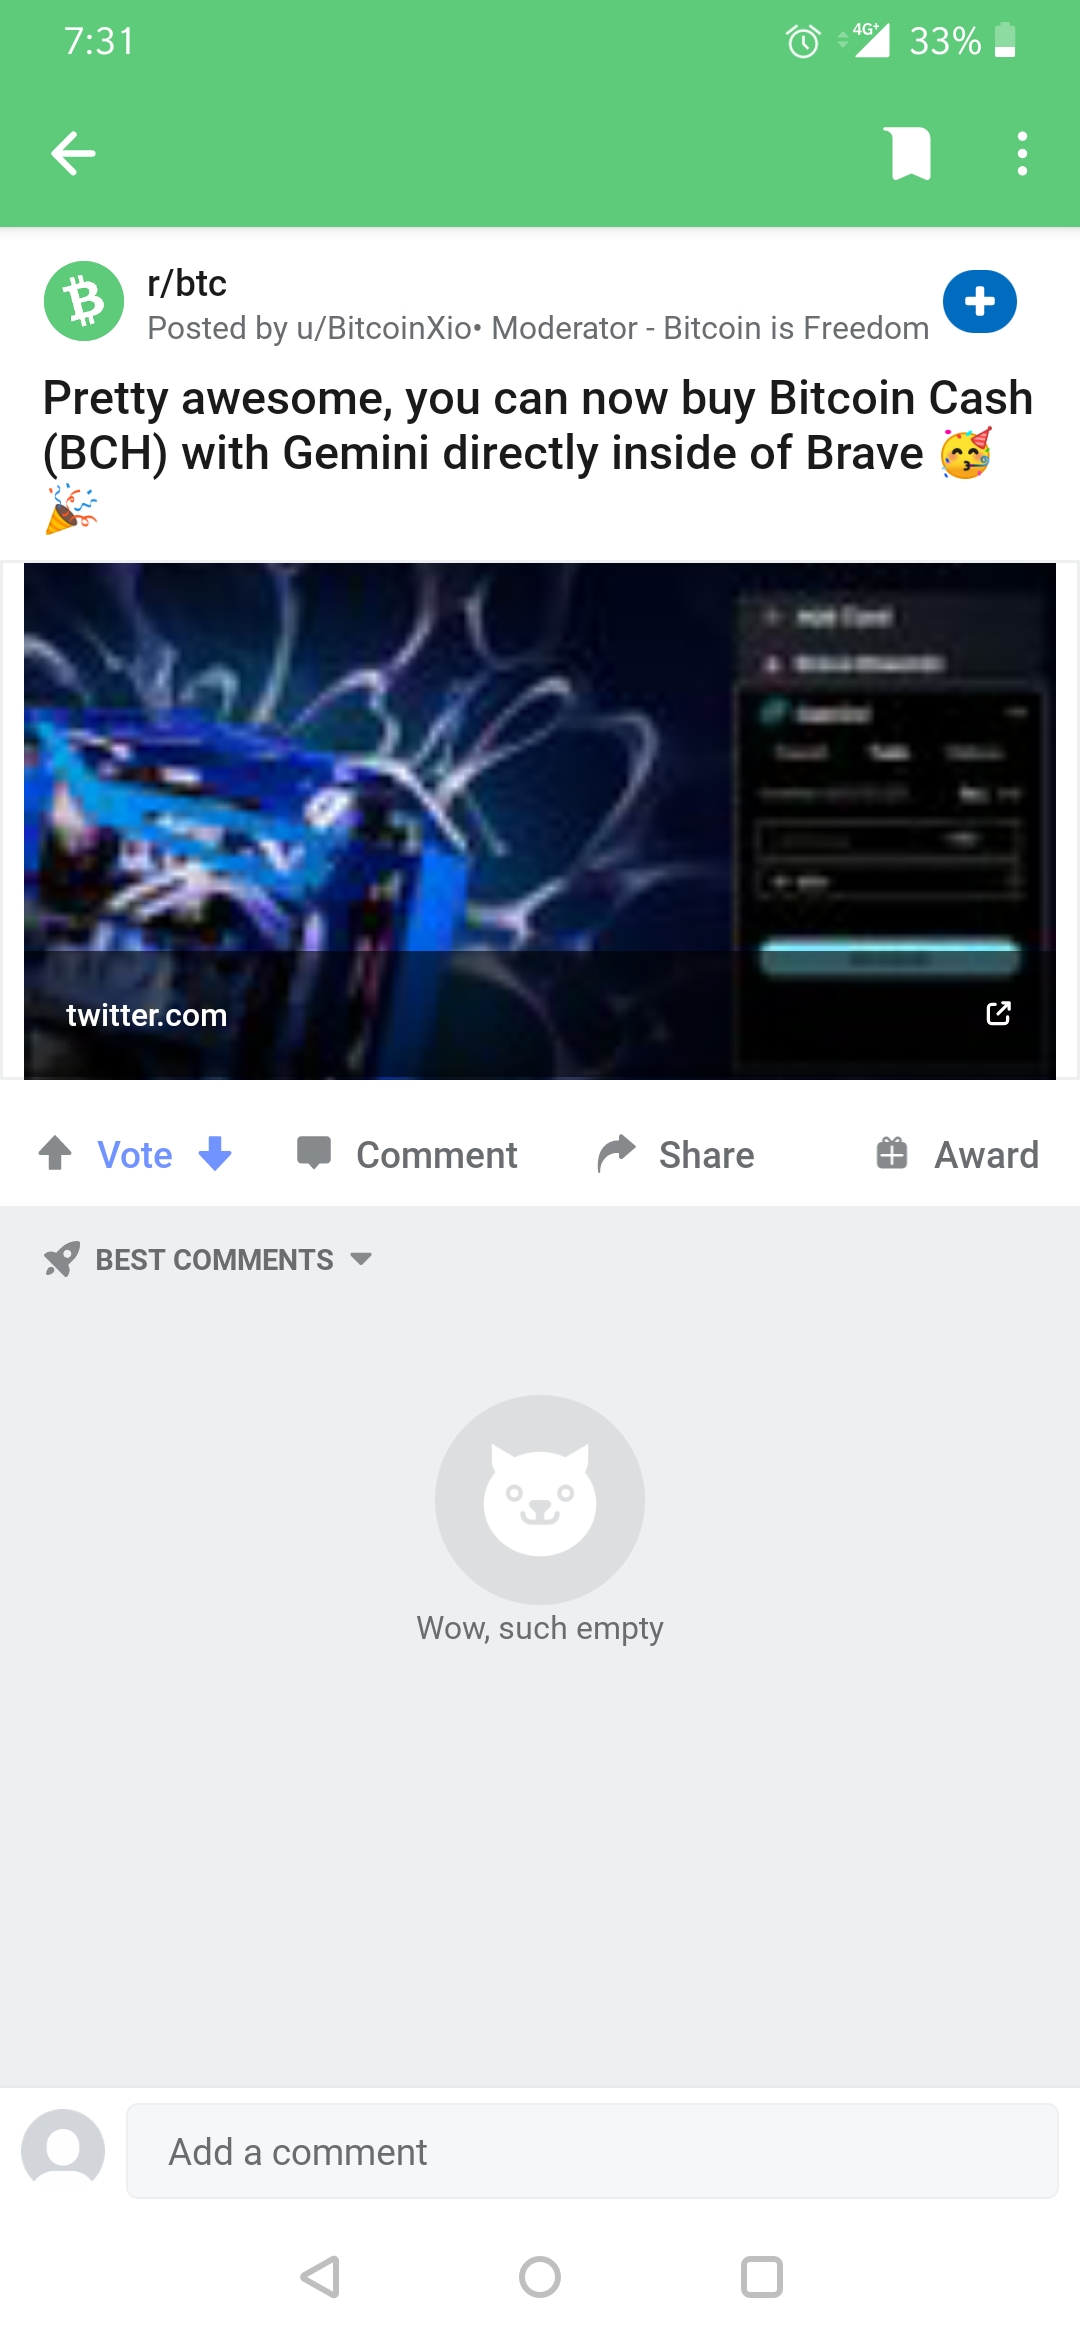 7:31
4G+ 33%
r/btc
Posted by u/BitcoinXio• Moderator - Bitcoin is Freedom
Pretty awesome, you can now buy Bitcoin Cash
(BCH) with Gemini directly inside of Brave 🥳
🎉
twitter.com
Vote Comment Share Award
BEST COMMENTS
Wow, such empty
Add a comment